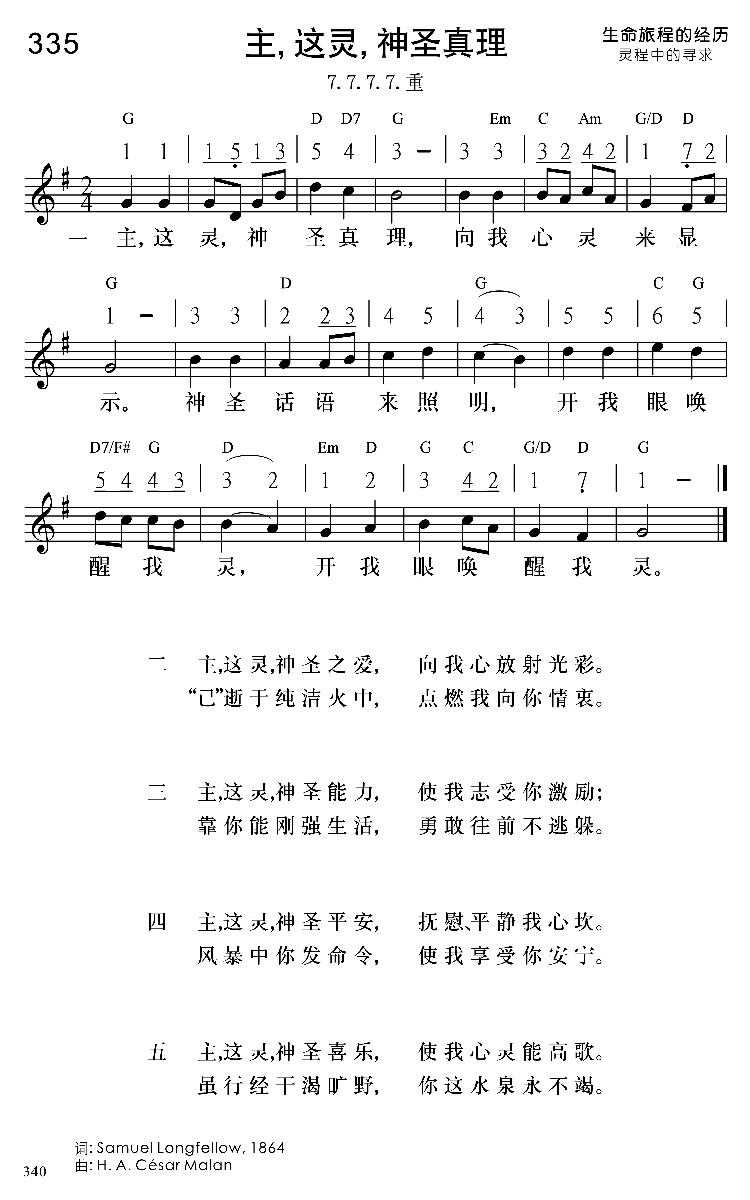 335 主,这灵,神圣真理 生命旅程的经历
灵程中的寻求
7.7.7.7.重
G D D7 G Em C Am G/D D
1 1 | 1 5 1 3 | 5 4 | 3 – | 3 3 | 3 2 4 2 | 1 7 2
2/4
一 主,这 灵, 神 圣 真 理, 向 我 心 灵 来 显
G D G C G
1 – | 3 3 | 2 2 3 | 4 5 | 4 3 | 5 5 | 6 5
示。 神 圣 话 语 来 照 明, 开 我 眼 唤
D7/F# G D Em D G C G/D D G
5 4 4 3 | 3 2 | 1 2 | 3 4 2 | 1 7 | 1 –
醒 我 灵, 开 我 眼 唤 醒 我 灵。
二 主,这灵,神圣之爱, 向我心放射光彩。
“己”逝于纯洁火中, 点燃我向你情衷。
三 主,这灵,神圣能力, 使我志受你激励;
靠你能刚强生活, 勇敢往前不逃躲。
四 主,这灵,神圣平安, 抚慰、平静我心坎。
风暴中你发命令, 使我享受你安宁。
五 主,这灵,神圣喜乐, 使我心灵能高歌。
虽行经干渴旷野, 你这水泉永不竭。
词: Samuel Longfellow, 1864
曲: H. A. César Malan
340